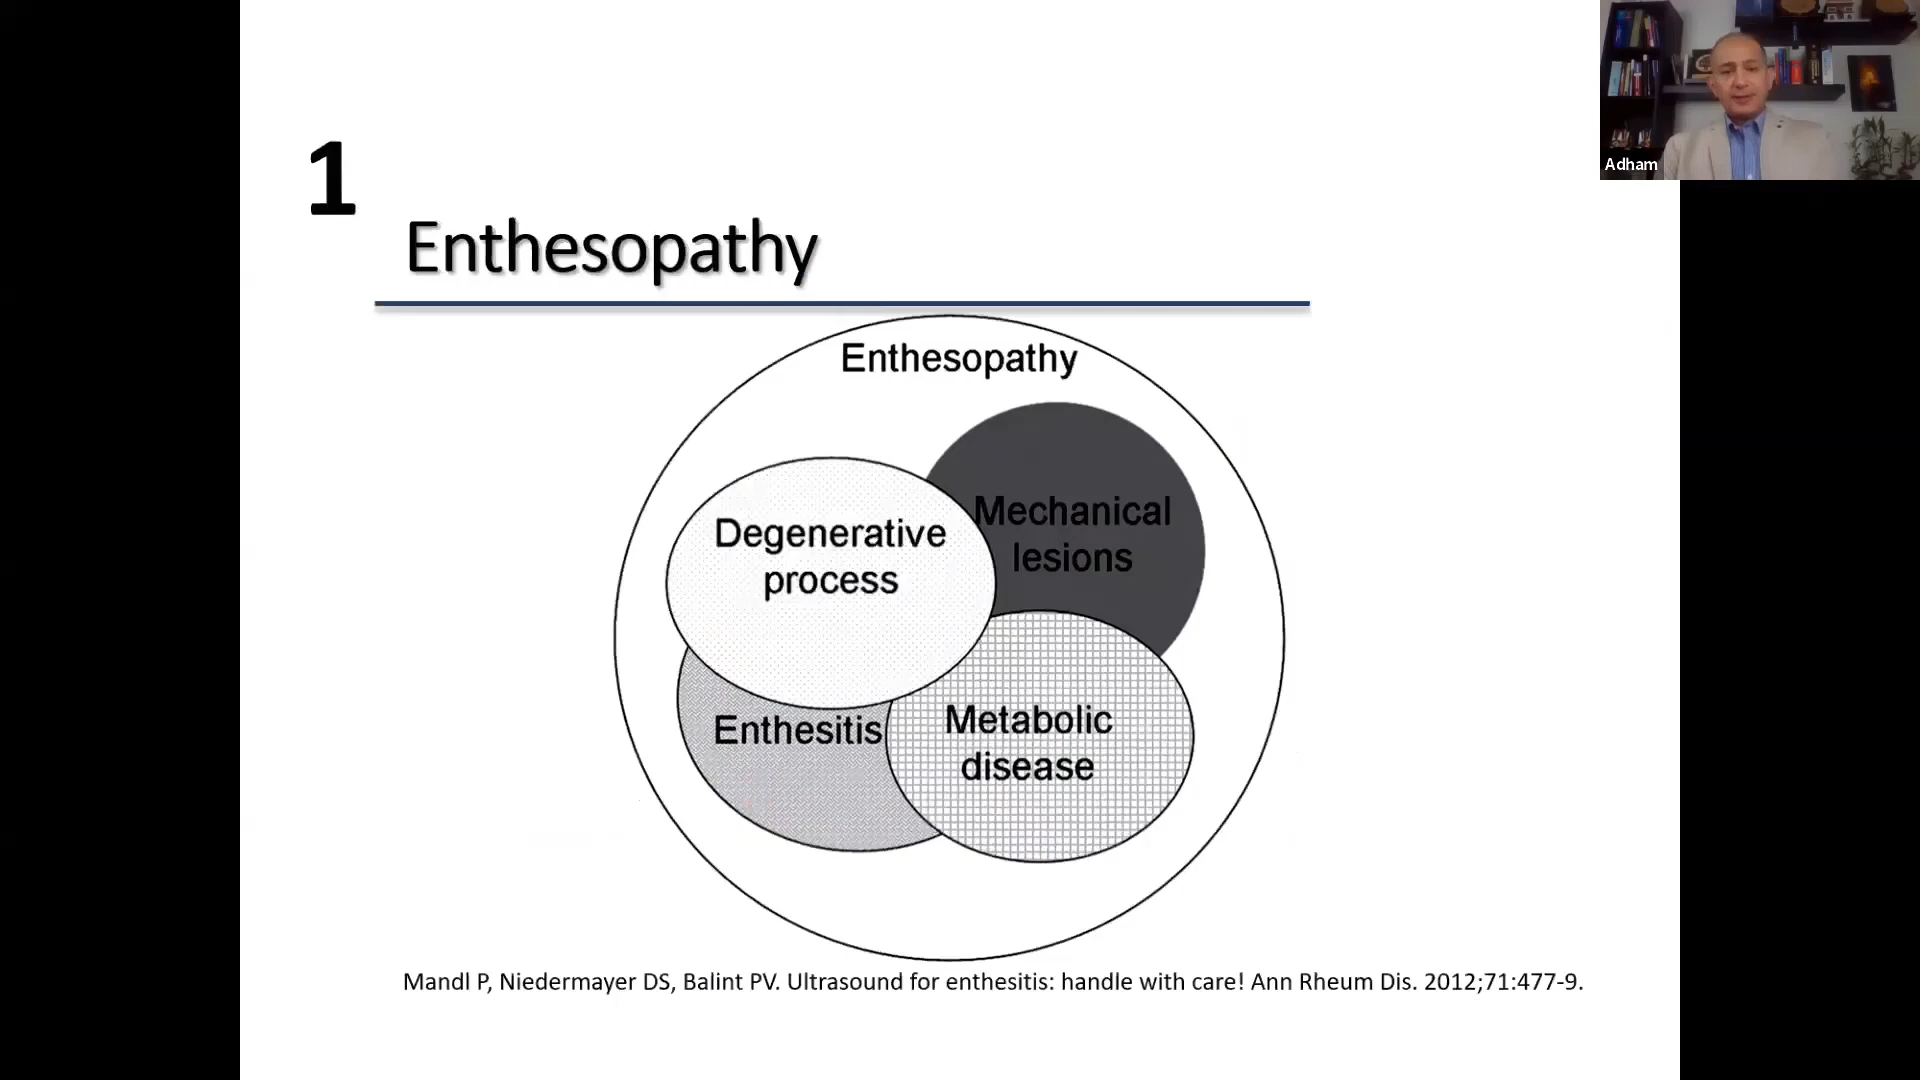 1
Enthesopathy
Enthesopathy
Mechanical
lesions
Degenerative
process
Enthesitis
Metabolic
disease
Mandl P, Niedermayer DS, Balint PV. Ultrasound for enthesitis: handle with care! Ann Rheum Dis. 2012;71:477-9.
Adham